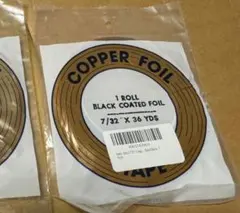 COPPER FOIL
1 ROLL
BLACK COATED FOIL
7/32" X 36 YDS
TAPE